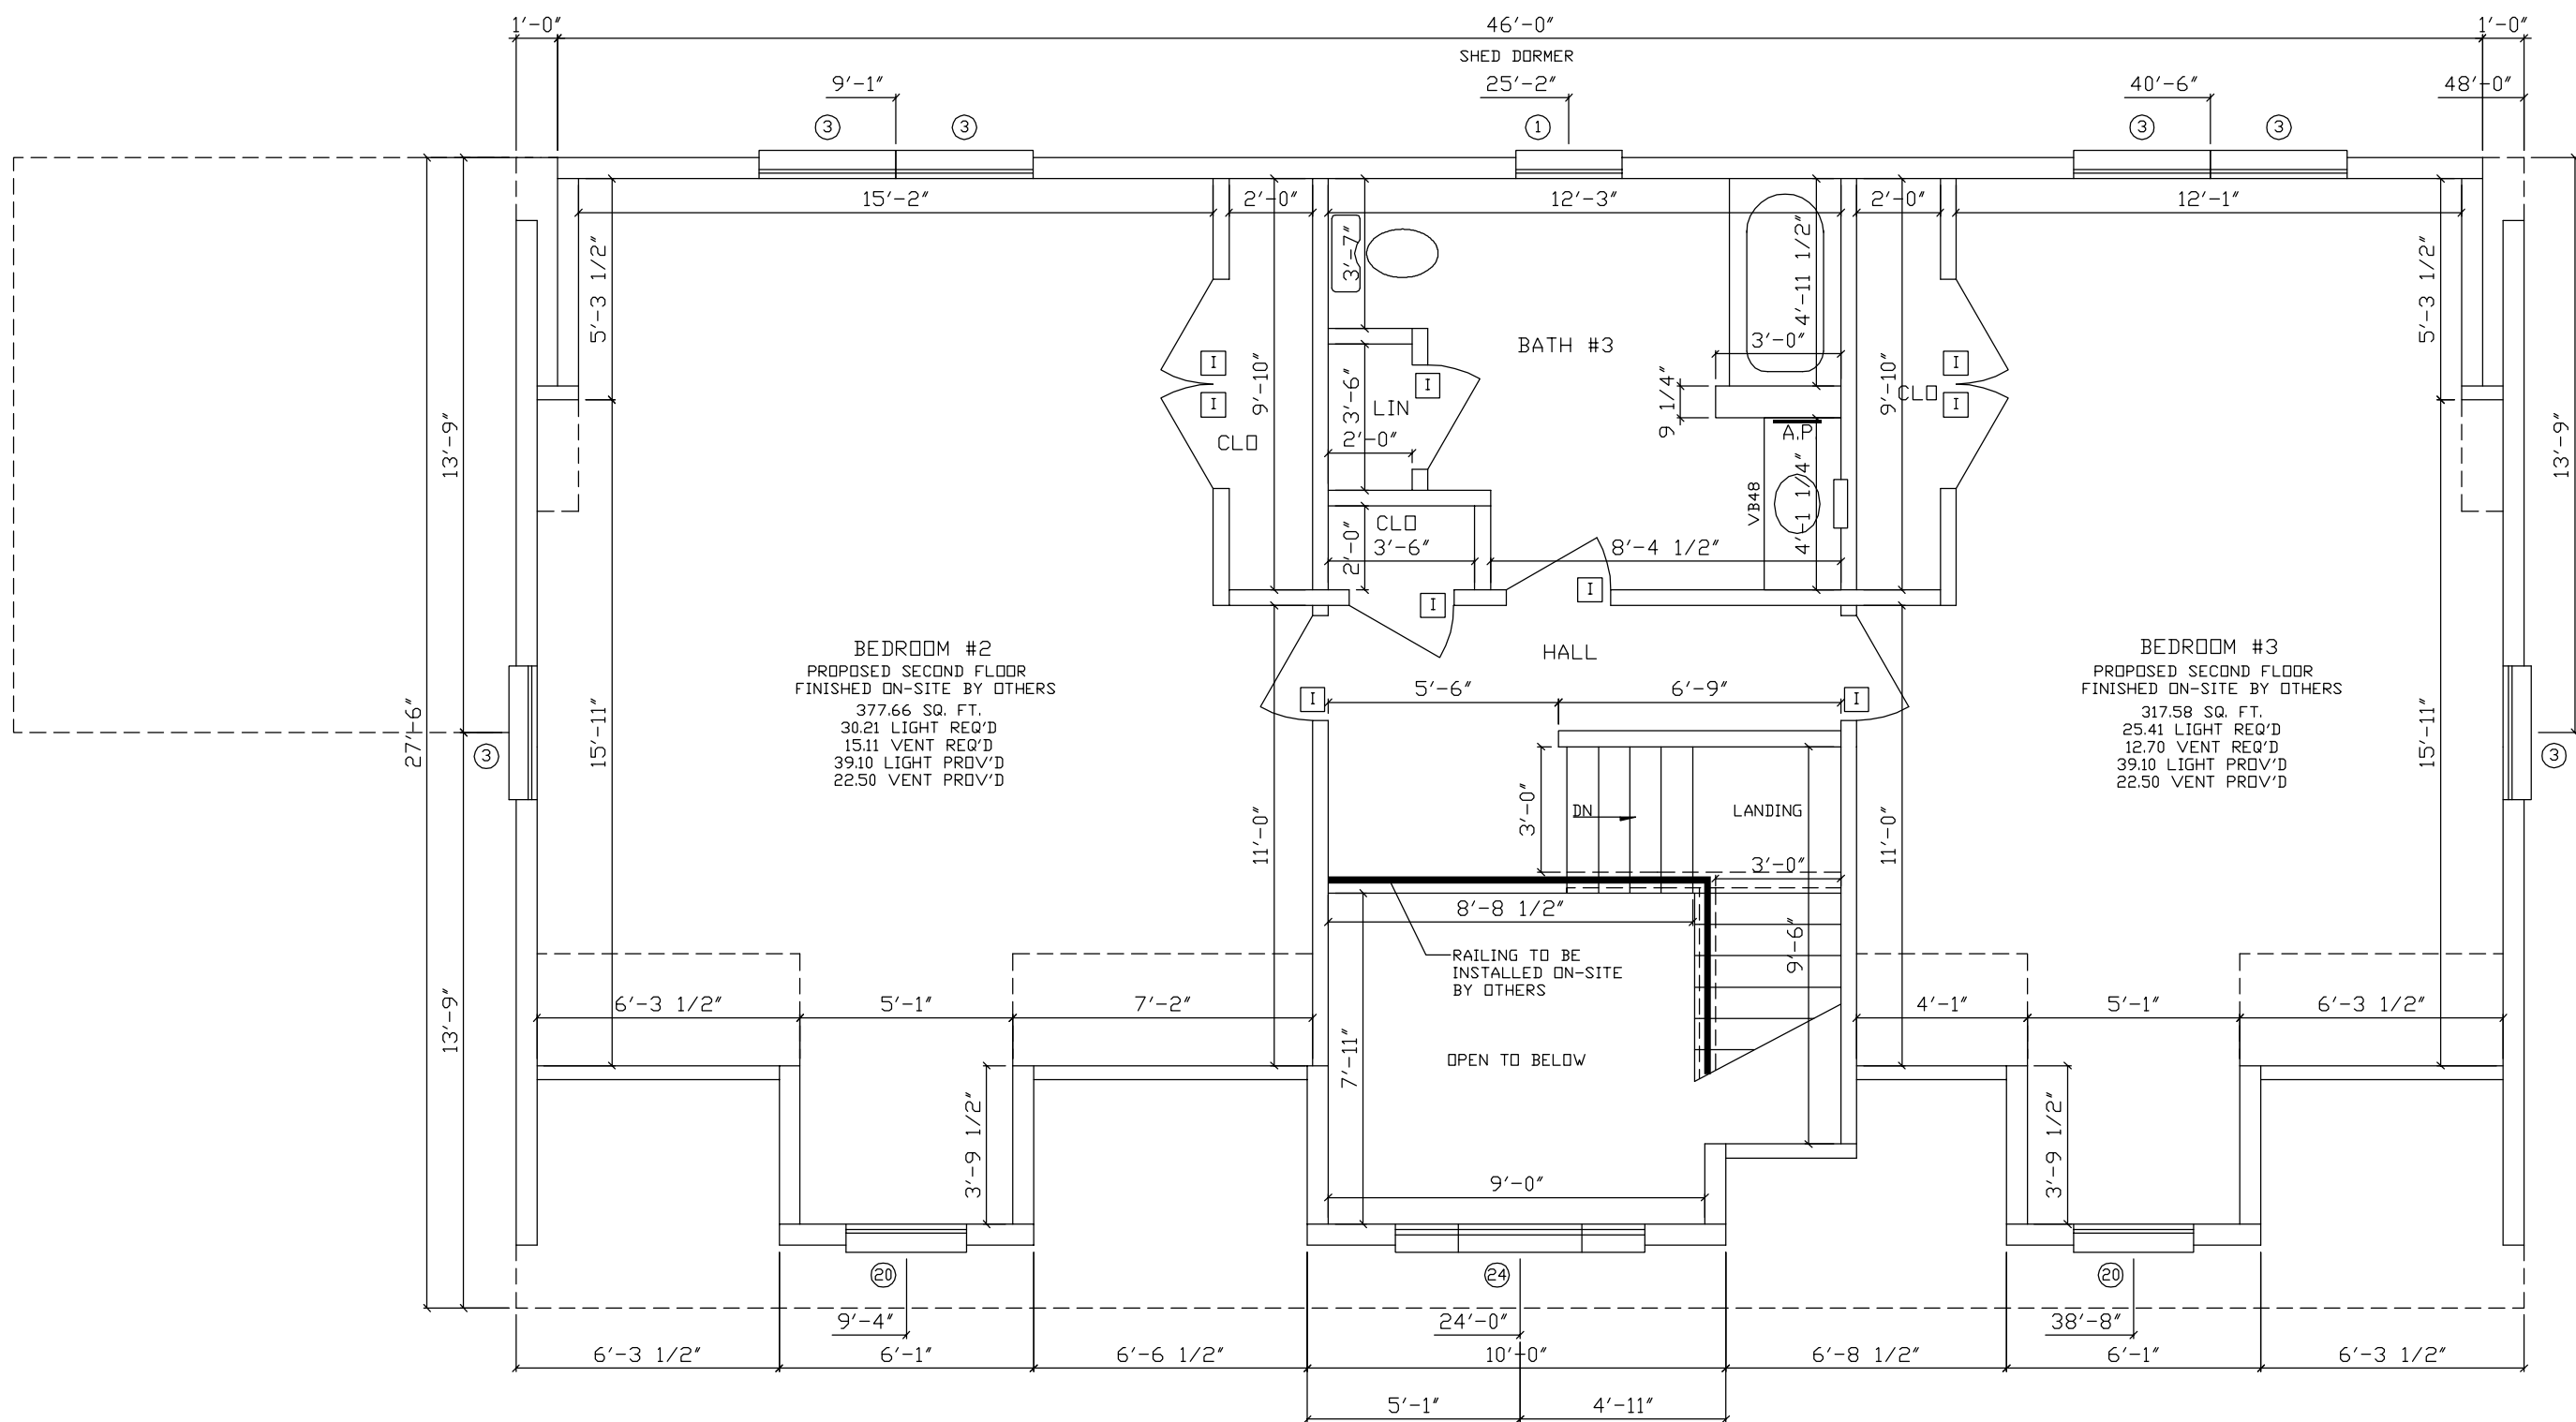 1'-0"
46'-0"
1'-0"
SHED DORMER
9'-1"
25'-2"
40'-6"
48'-0"
3
3
1
3
3
15'-2"
2'-0"
12'-3"
2'-0"
12'-1"
5'-3 1/2"
9'-10"
3'-7"
4'-11 1/2"
9'-10"
5'-3 1/2"
BATH #3
3'-0"
I
I
I
I
I
I
CLO
LIN
3'-6"
2'-0"
9 1/4"
A.P.
CLO
13'-9"
13'-9"
VB48
4'-1 1/4"
CLO
2'-0"
3'-6"
8'-4 1/2"
I
I
HALL
BEDROOM #2
PROPOSED SECOND FLOOR
FINISHED ON-SITE BY OTHERS
377.66 SQ. FT.
30.21 LIGHT REQ'D
15.11 VENT REQ'D
39.10 LIGHT PROV'D
22.50 VENT PROV'D
BEDROOM #3
PROPOSED SECOND FLOOR
FINISHED ON-SITE BY OTHERS
317.58 SQ. FT.
25.41 LIGHT REQ'D
12.70 VENT REQ'D
39.10 LIGHT PROV'D
22.50 VENT PROV'D
I
5'-6"
6'-9"
I
27'-6"
3
15'-11"
15'-11"
3
11'-0"
3'-0"
DN
LANDING
11'-0"
3'-0"
8'-8 1/2"
9'-6"
RAILING TO BE
INSTALLED ON-SITE
BY OTHERS
13'-9"
6'-3 1/2"
5'-1"
7'-2"
4'-1"
5'-1"
6'-3 1/2"
7'-11"
OPEN TO BELOW
3'-9 1/2"
3'-9 1/2"
9'-0"
20
24
20
9'-4"
24'-0"
38'-8"
6'-3 1/2"
6'-1"
6'-6 1/2"
10'-0"
6'-8 1/2"
6'-1"
6'-3 1/2"
5'-1"
4'-11"